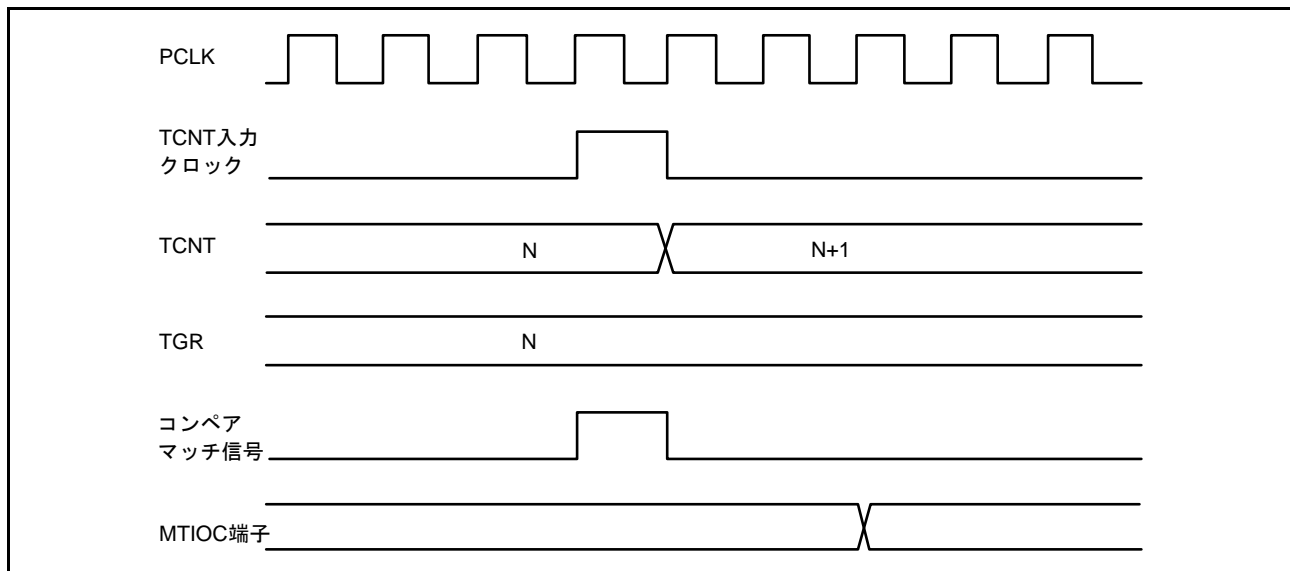 PCLK
TCNT入力
クロック
TCNT
N
N+1
TGR
N
コンペア
マッチ信号
MTIOC端子